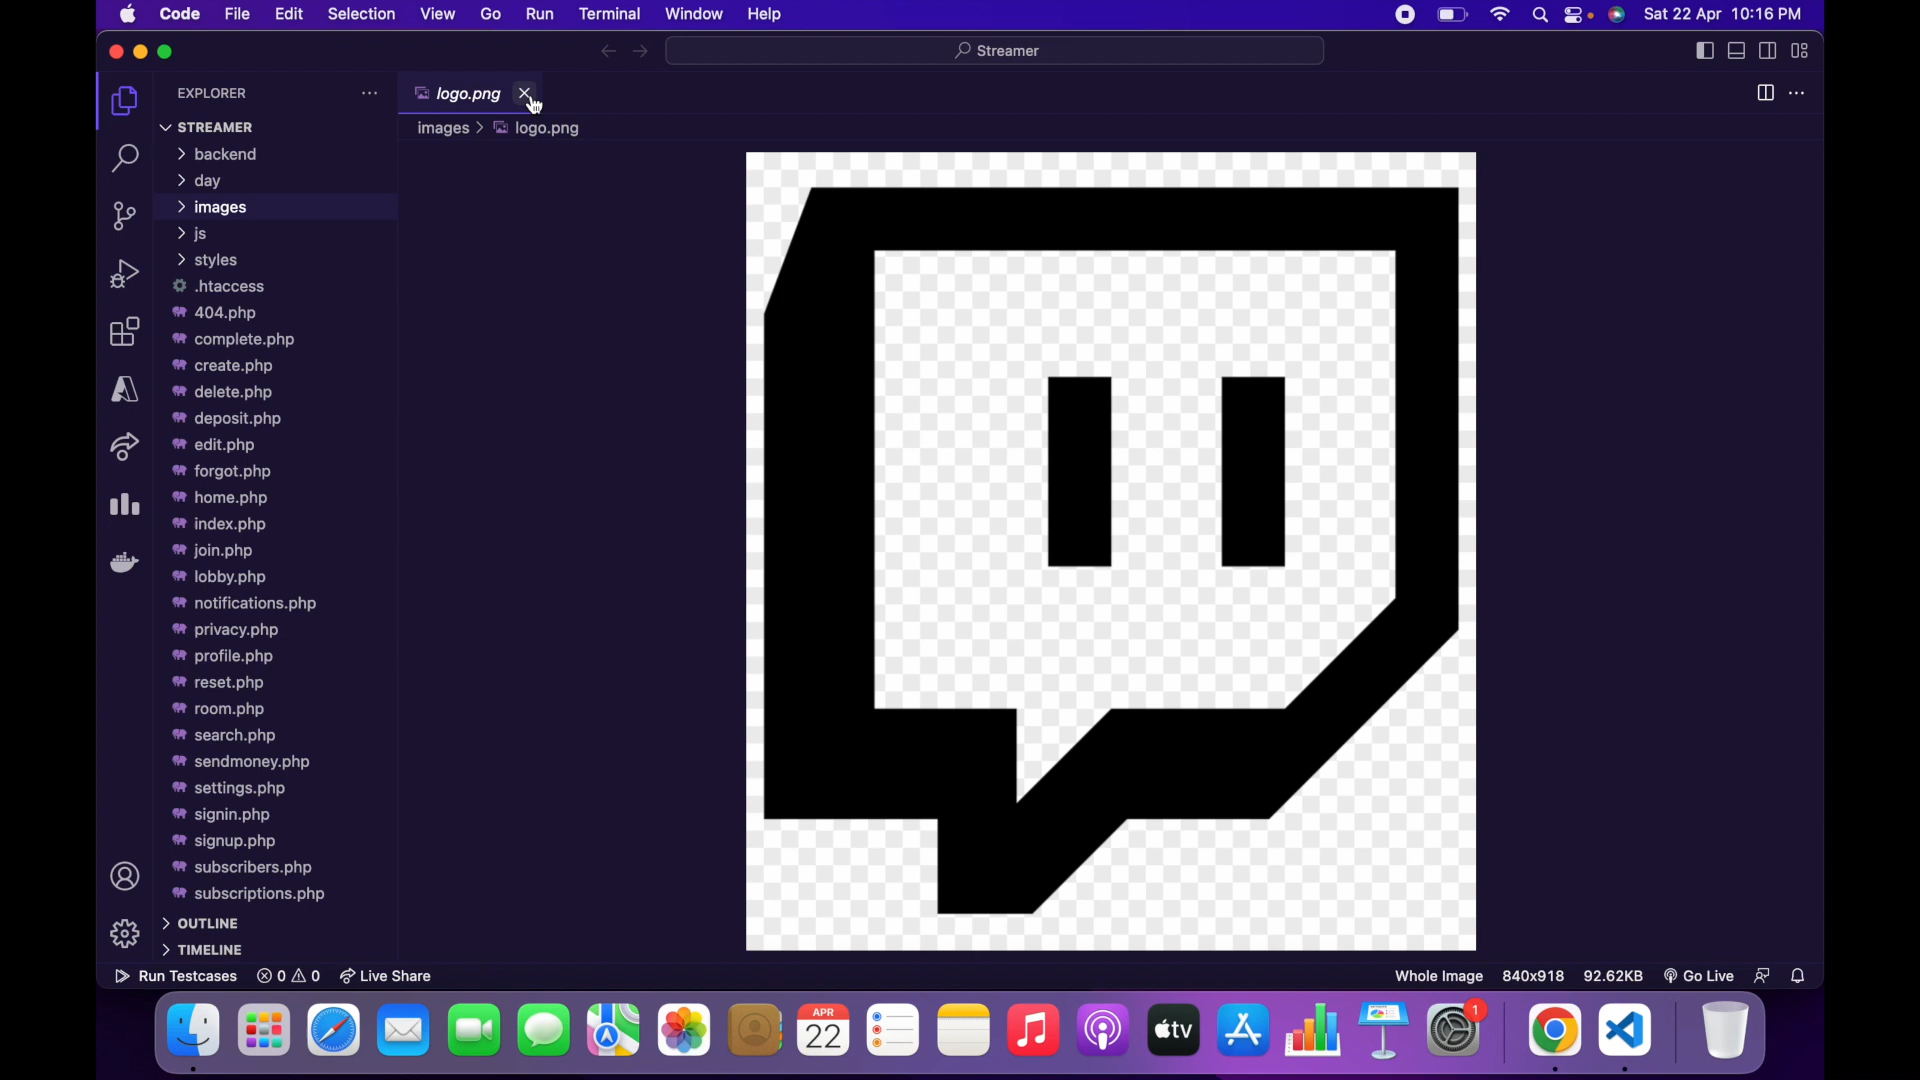 Code File Edit Selection View Go Run Terminal Window Help Sat 22 Apr 10:16 PM
Streamer
EXPLORER
logo.png
images > logo.png
STREAMER
backend
day
images
js
styles
.htaccess
404.php
complete.php
create.php
delete.php
deposit.php
edit.php
forgot.php
home.php
index.php
join.php
lobby.php
notifications.php
privacy.php
profile.php
reset.php
room.php
search.php
sendmoney.php
settings.php
signin.php
signup.php
subscribers.php
subscriptions.php
OUTLINE
TIMELINE
Run Testcases 0 0 Live Share Whole Image 840x918 92.62KB Go Live
APR
22
tv
1